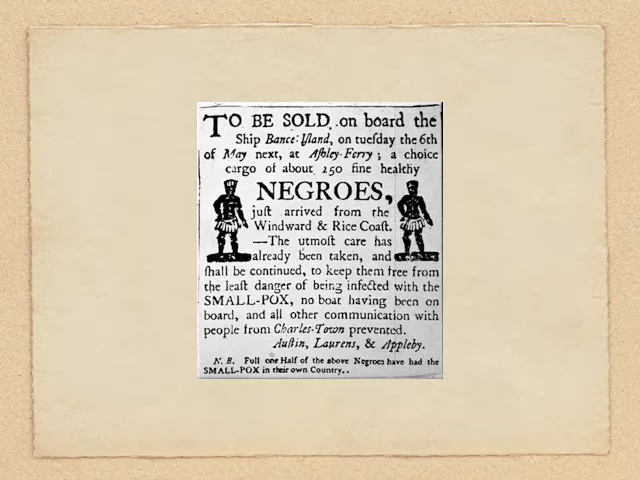 TO BE SOLD, on board the
Ship Bance-Iſland, on tueſday the 6th
of May next, at Aſhley-Ferry; a choice
cargo of about 250 fine healthy
NEGROES,
juſt arrived from the
Windward & Rice Coaſt.
—The utmoſt care has
already been taken, and
ſhall be continued, to keep them free from
the leaſt danger of being infected with the
SMALL-POX, no boat having been on
board, and all other communication with
people from Charles-Town prevented.
Auſtin, Laurens, & Appleby.
N. B. Full one Half of the above Negroes have had the
SMALL-POX in their own Country.